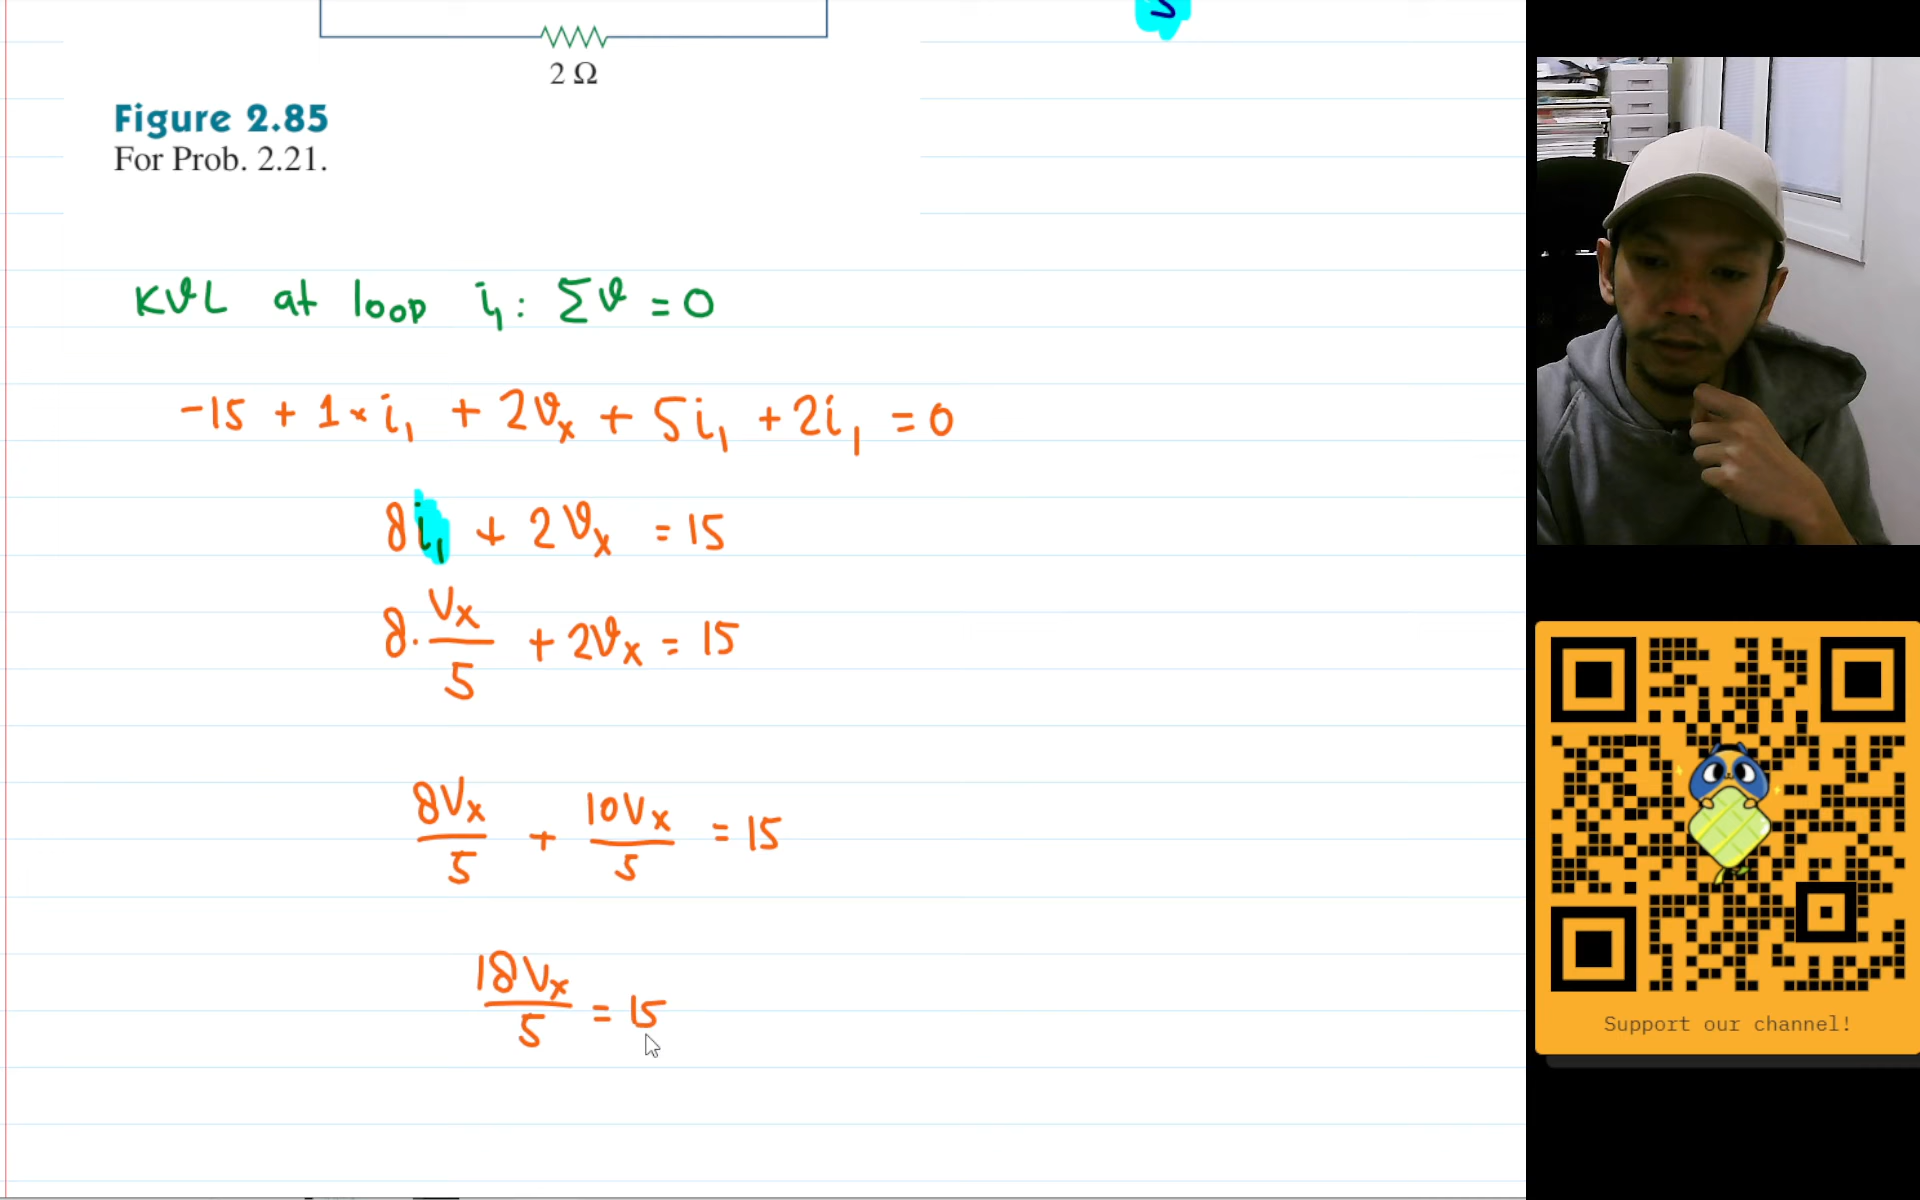 5
2 Ω
Figure 2.85
For Prob. 2.21.
KVL at loop i₁: Σv = 0
-15 + 1 × i₁ + 2vₓ + 5i₁ + 2i₁ = 0
8i₁ + 2vₓ = 15
8 · Vₓ/5 + 2vₓ = 15
8Vₓ/5 + 10Vₓ/5 = 15
18Vₓ/5 = 15
Support our channel!